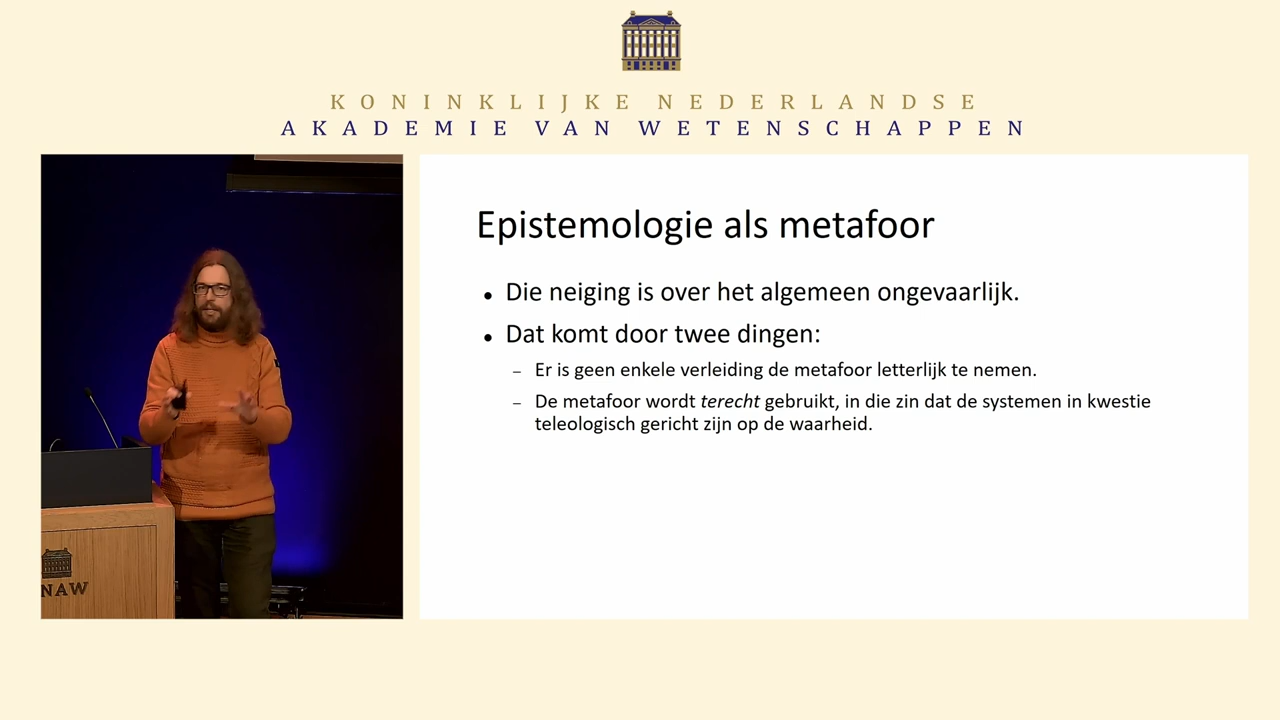 KONINKLIJKE NEDERLANDSE
AKADEMIE VAN WETENSCHAPPEN
Epistemologie als metafoor
• Die neiging is over het algemeen ongevaarlijk.
• Dat komt door twee dingen:
– Er is geen enkele verleiding de metafoor letterlijk te nemen.
– De metafoor wordt terecht gebruikt, in die zin dat de systemen in kwestie
teleologisch gericht zijn op de waarheid.
NAW